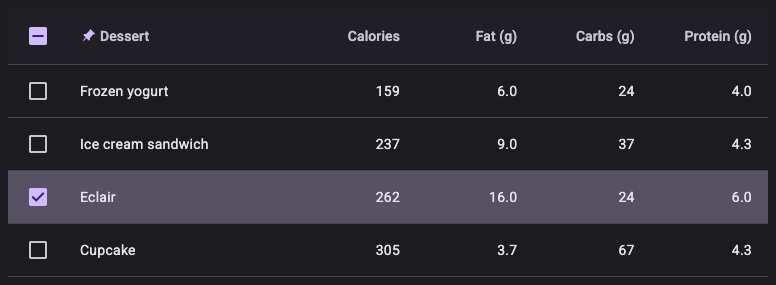 Dessert Calories Fat (g) Carbs (g) Protein (g)
Frozen yogurt 159 6.0 24 4.0
Ice cream sandwich 237 9.0 37 4.3
Eclair 262 16.0 24 6.0
Cupcake 305 3.7 67 4.3